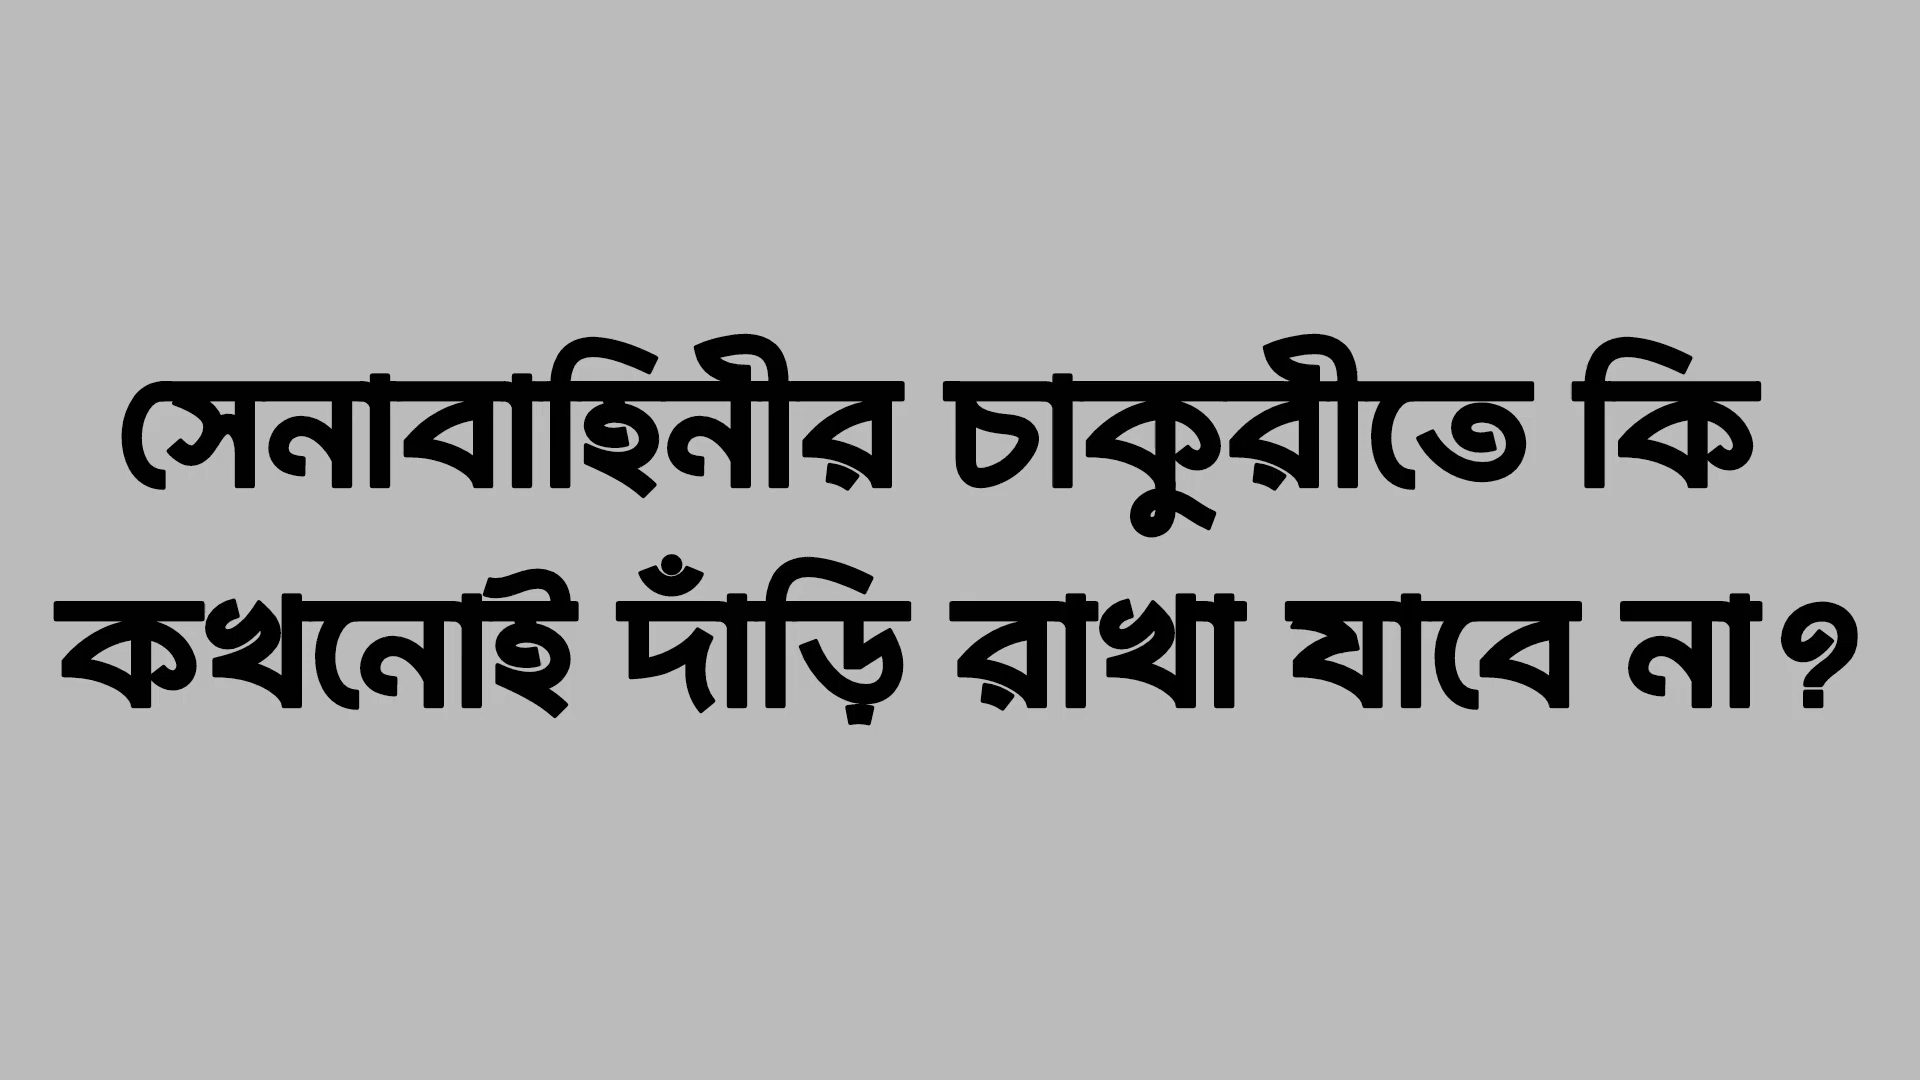 সেনাবাহিনীর চাকুরীতে কি
কখনোই দাঁড়ি রাখা যাবে না?